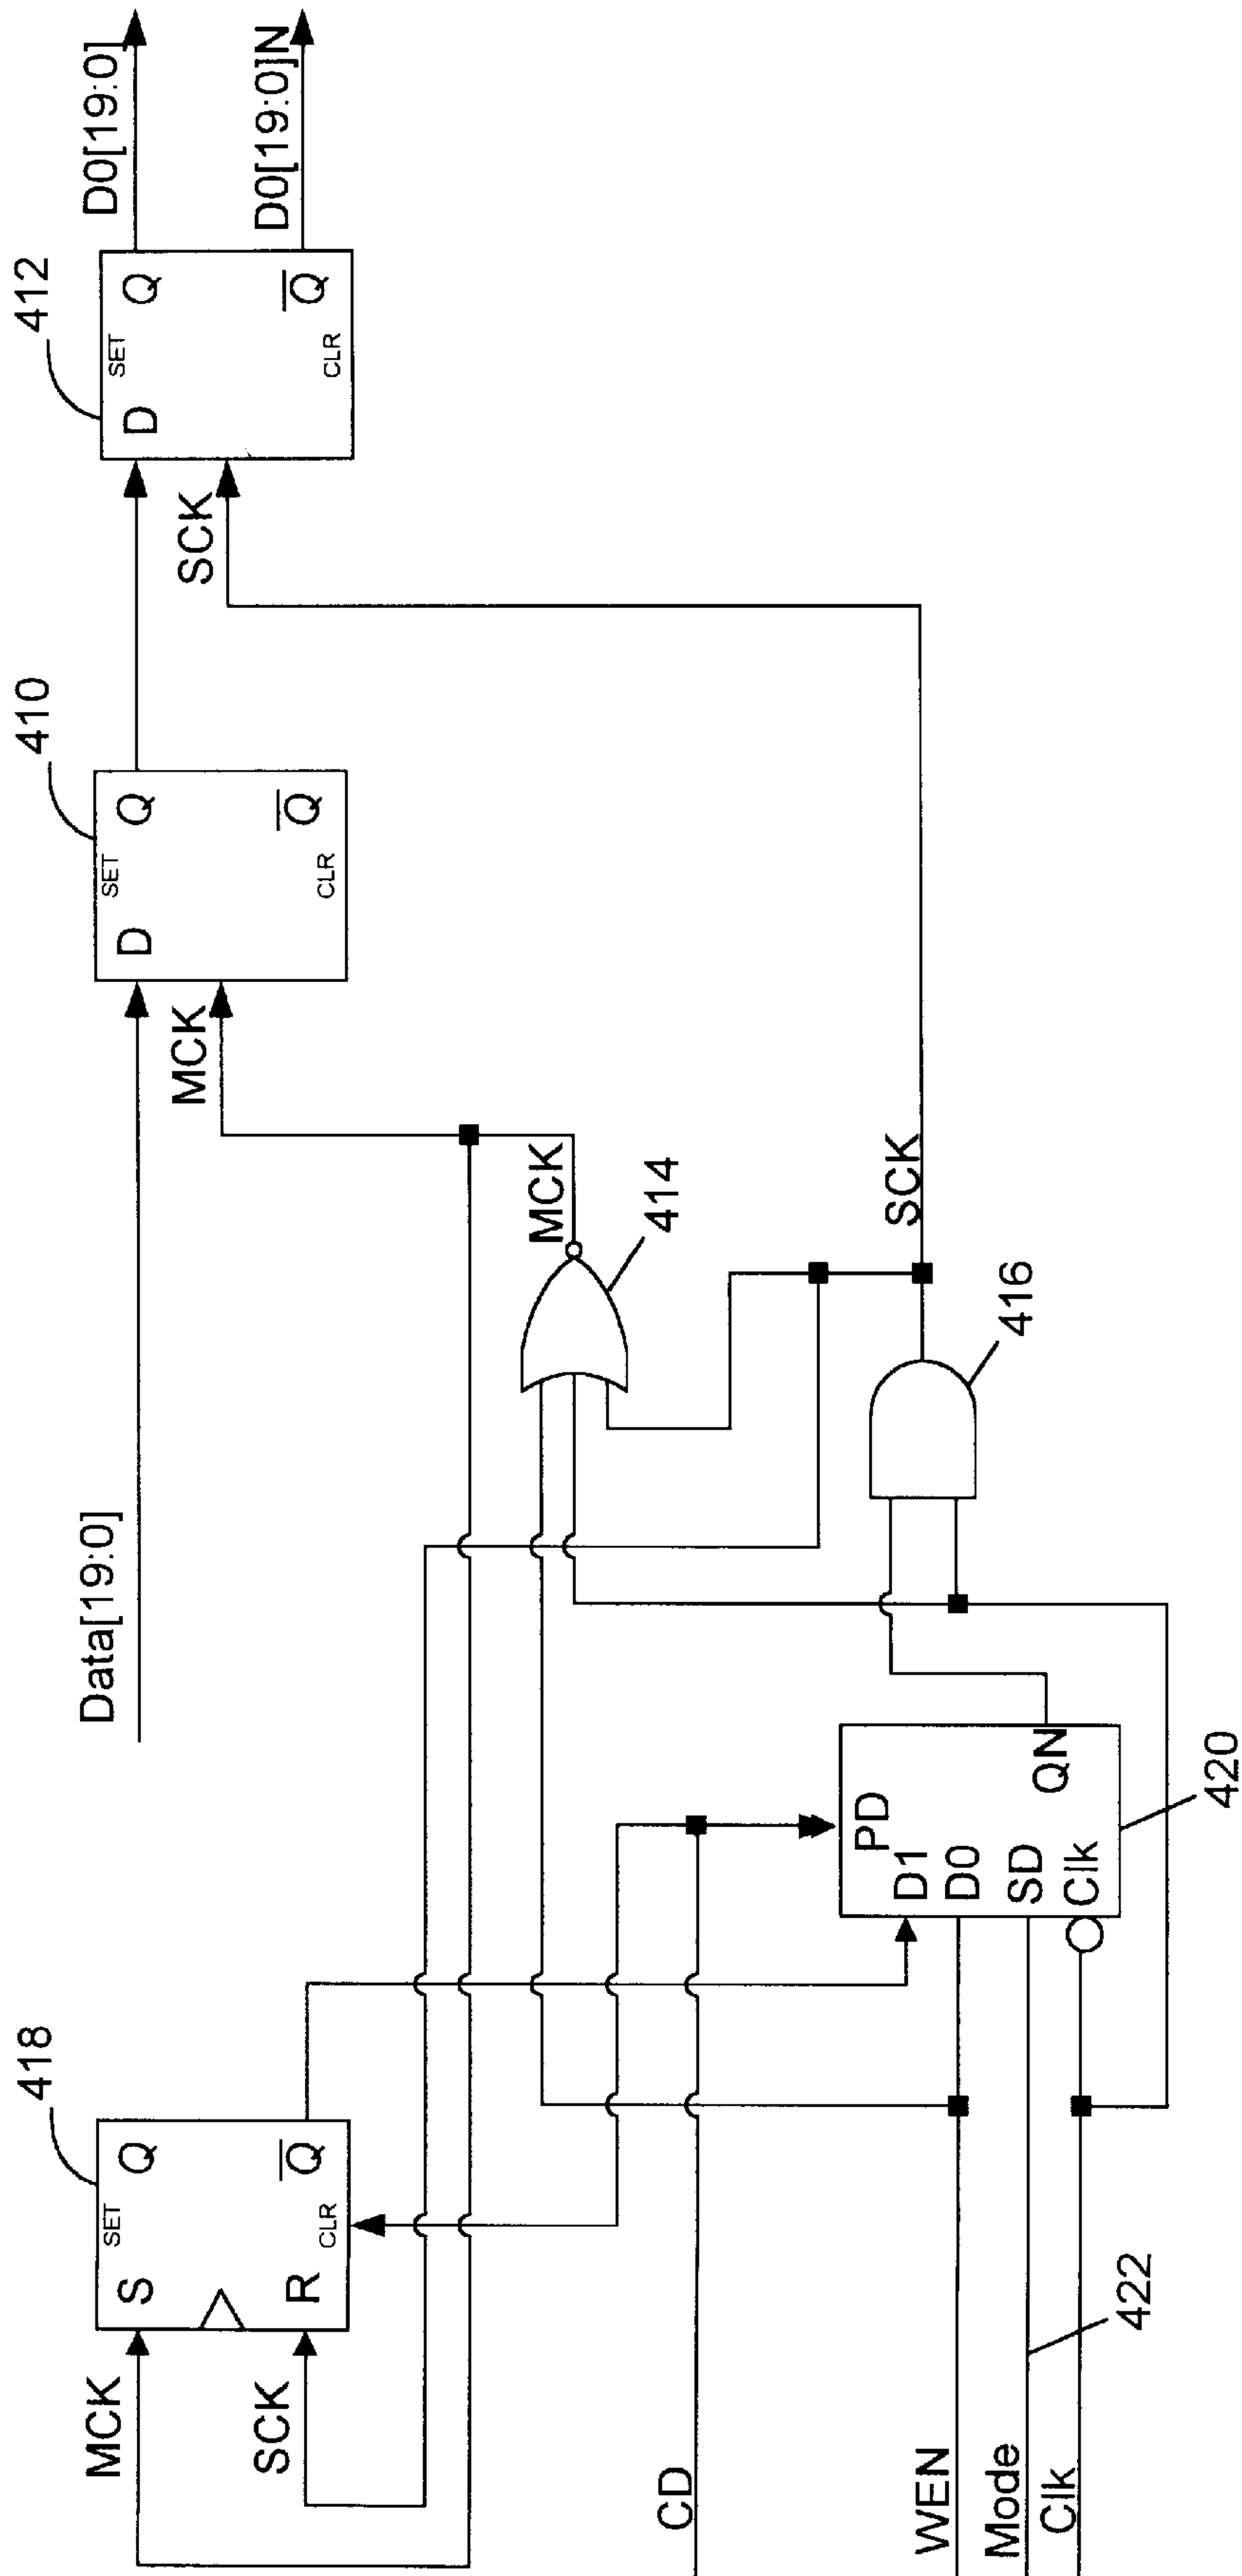 418
MCK
S
SET
Q
SCK
R
CLR
Q
Data[19:0]
MCK
410
D
SET
Q
CLR
Q
SCK
412
D
SET
Q
CLR
Q
D0[19:0]
D0[19:0]N
MCK
414
CD
PD
D1
D0
SD
Clk
QN
420
WEN
Mode
Clk
422
SCK
416